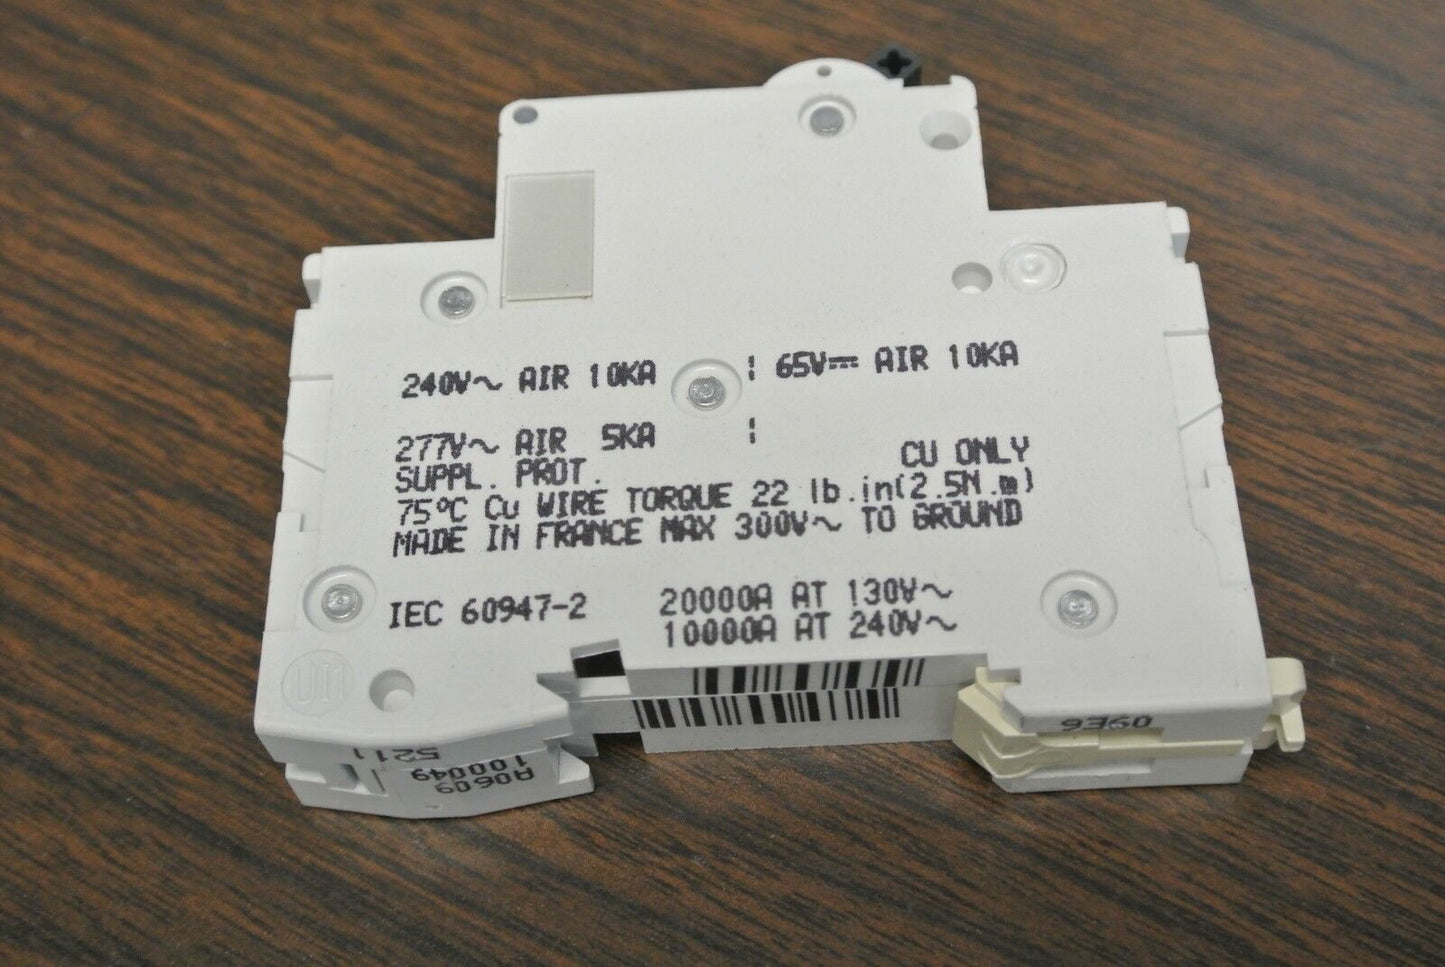 240V~ AIR 10KA ¦ 65V⎓ AIR 10KA
277V~ AIR 5KA ¦
SUPPL. PROT. CU ONLY
75°C Cu WIRE TORQUE 22 lb.in(2.5N.m)
MADE IN FRANCE MAX 300V~ TO GROUND
IEC 60947-2 20000A AT 130V~
10000A AT 240V~
UT1
09E60
5211
100049
A0609